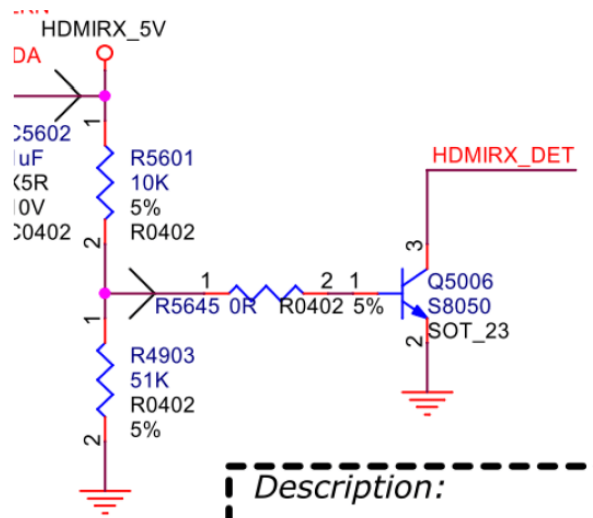 HDMIRX_5V
DA
C5602
1uF
X5R
10V
C0402
1
R5601
10K
5%
R0402
2
HDMIRX_DET
3
1
R5645 0R
2
R0402 5%
1
Q5006
S8050
SOT_23
2
1
R4903
51K
R0402
5%
2
Description: